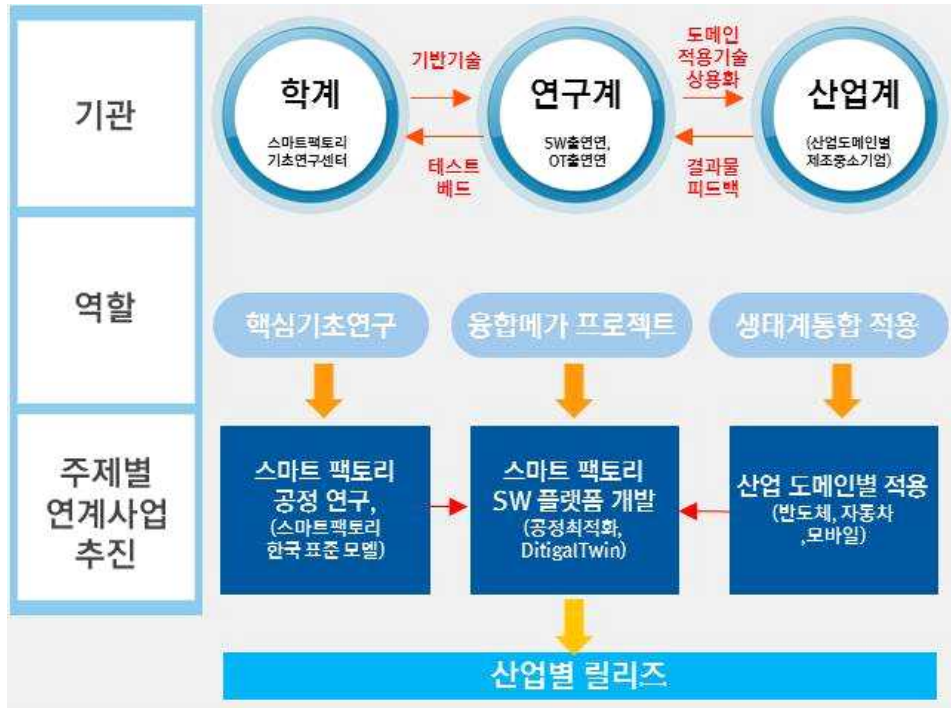 기관
학계
스마트팩토리
기초연구센터
기반기술
테스트
베드
연구계
SW출연연,
OT출연연
도메인
적용기술
상용화
결과물
피드백
산업계
(산업도메인별
제조중소기업)
역할
핵심기초연구
융합메가 프로젝트
생태계통합 적용
주제별
연계사업
추진
스마트 팩토리
공정 연구,
(스마트팩토리
한국 표준 모델)
스마트 팩토리
SW 플랫폼 개발
(공정최적화,
DitigalTwin)
산업 도메인별 적용
(반도체, 자동차
,모바일)
산업별 릴리즈